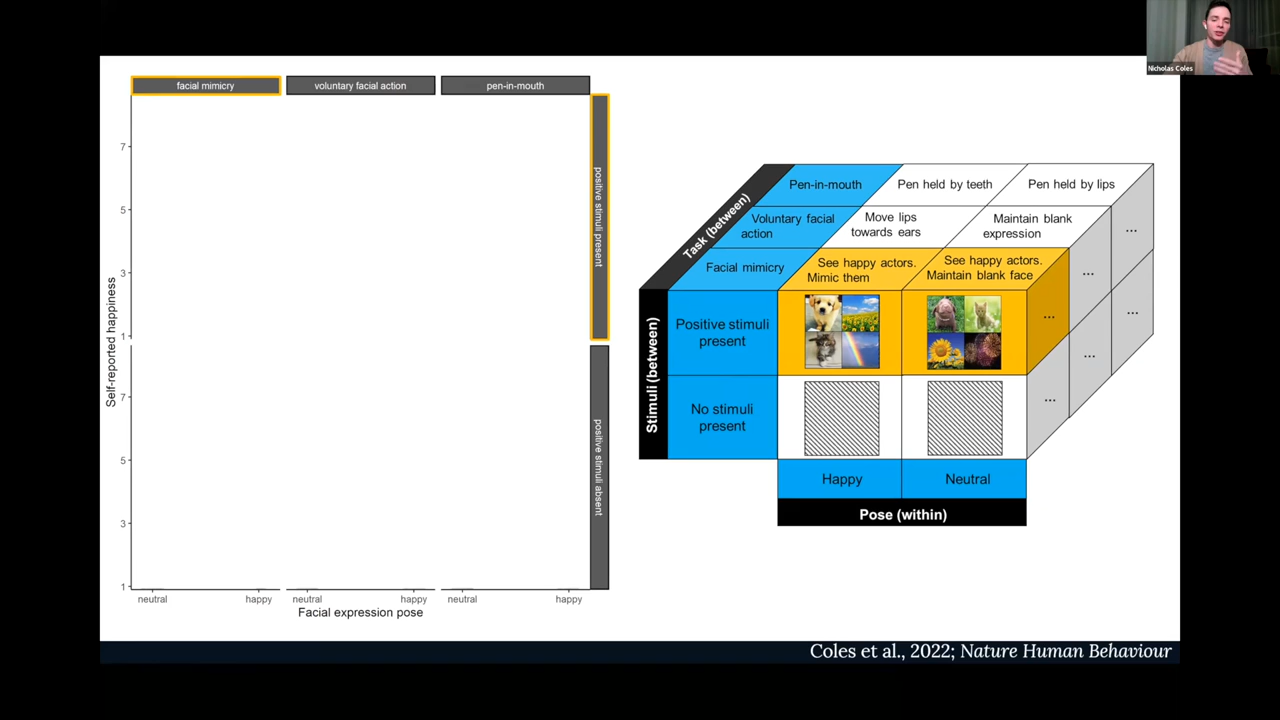 Nicholas Coles
facial mimicry
voluntary facial action
pen-in-mouth
7
5
3
1
positive stimuli present
7
5
3
1
positive stimuli absent
Self-reported happiness
neutral
happy
neutral
happy
neutral
happy
Facial expression pose
Task (between)
Pen-in-mouth
Pen held by teeth
Pen held by lips
Voluntary facial
action
Move lips
towards ears
Maintain blank
expression
...
Facial mimicry
See happy actors.
Mimic them
See happy actors.
Maintain blank face
...
...
Stimuli (between)
Positive stimuli
present
...
...
No stimuli
present
...
Happy
Neutral
Pose (within)
Coles et al., 2022; Nature Human Behaviour